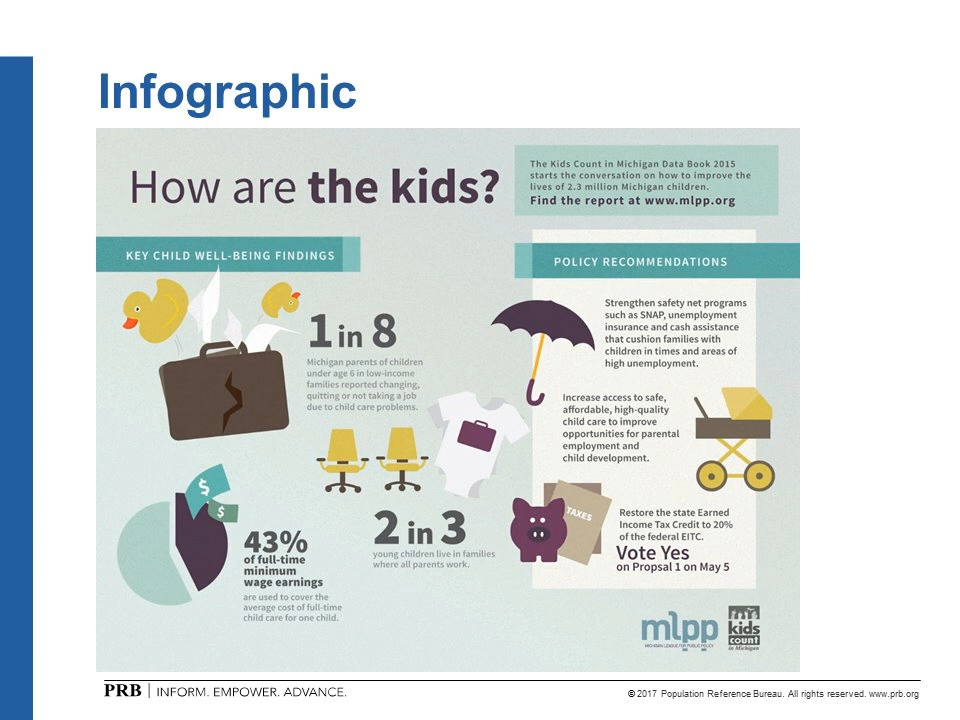 Infographic
How are the kids?
The Kids Count in Michigan Data Book 2015
starts the conversation on how to improve the
lives of 2.3 million Michigan children.
Find the report at www.mlpp.org
KEY CHILD WELL-BEING FINDINGS
1 in 8
Michigan parents of children
under age 6 in low-income
families reported changing,
quitting or not taking a job
due to child care problems.
2 in 3
young children live in families
where all parents work.
$
$
43%
of full-time
minimum
wage earnings
are used to cover the
average cost of full-time
child care for one child.
POLICY RECOMMENDATIONS
Strengthen safety net programs
such as SNAP, unemployment
insurance and cash assistance
that cushion families with
children in times and areas of
high unemployment.
Increase access to safe,
affordable, high-quality
child care to improve
opportunities for parental
employment and
child development.
TAXES
Restore the state Earned
Income Tax Credit to 20%
of the federal EITC.
Vote Yes
on Propsal 1 on May 5
mlpp
MICHIGAN LEAGUE FOR PUBLIC POLICY
kids
count
in Michigan
PRB | INFORM. EMPOWER. ADVANCE.
© 2017 Population Reference Bureau. All rights reserved. www.prb.org